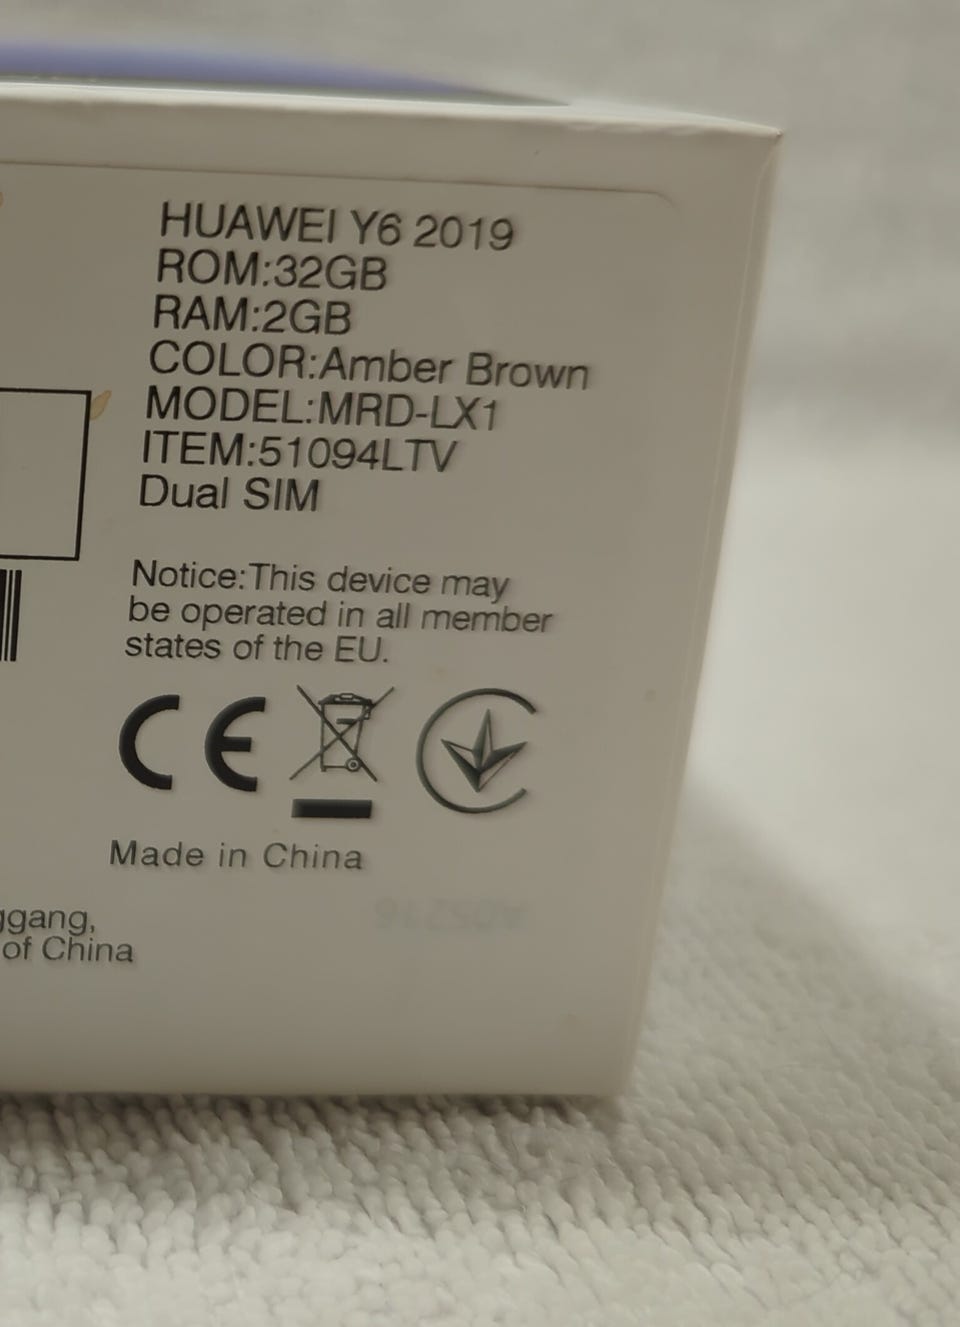 HUAWEI Y6 2019
ROM:32GB
RAM:2GB
COLOR:Amber Brown
MODEL:MRD-LX1
ITEM:51094LTV
Dual SIM
Notice:This device may
be operated in all member
states of the EU.
CE
Made in China
of China